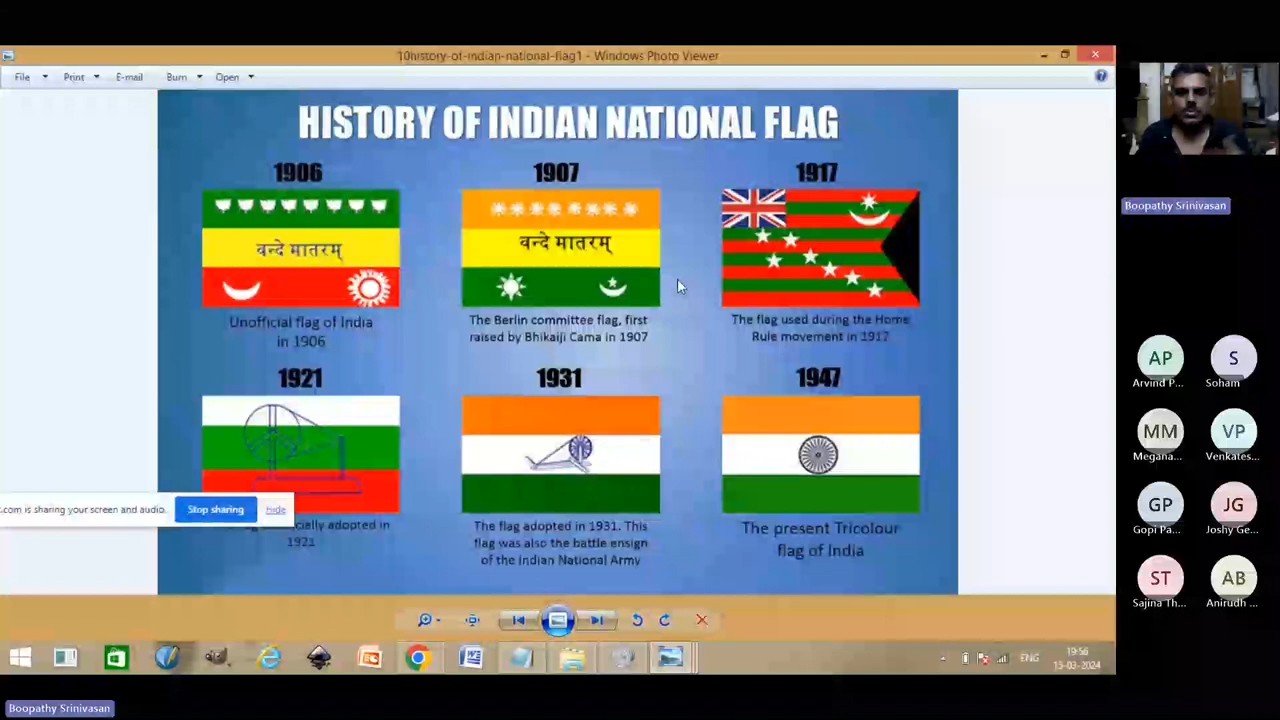 10history-of-indian-national-flag1 - Windows Photo Viewer
File Print E-mail Burn Open
HISTORY OF INDIAN NATIONAL FLAG
1906 1907 1917
वन्दे मातरम्
वन्दे मातरम्
Unofficial flag of India
in 1906
The Berlin committee flag, first
raised by Bhikaiji Cama in 1907
The flag used during the Home
Rule movement in 1917
1921 1931 1947
cially adopted in
1921
The flag adopted in 1931. This
flag was also the battle ensign
of the Indian National Army
The present Tricolour
flag of India
.com is sharing your screen and audio. Stop sharing Hide
ENG
19:56
13-03-2024
Boopathy Srinivasan
AP S
Arvind P... Soham
MM VP
Megana... Venkates...
GP JG
Gopi Pa... Joshy Ge...
ST AB
Sajina Th... Anirudh ...
Boopathy Srinivasan